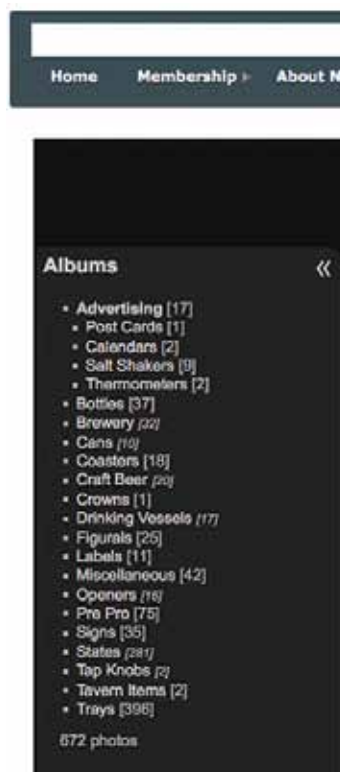 Home Membership About N
Albums «
Advertising [17]
Post Cards [1]
Calendars [2]
Salt Shakers [9]
Thermometers [2]
Bottles [37]
Brewery [32]
Cans [10]
Coasters [18]
Craft Beer [20]
Crowns [1]
Drinking Vessels [17]
Figurals [25]
Labels [11]
Miscellaneous [42]
Openers [16]
Pre Pro [75]
Signs [35]
States [281]
Tap Knobs [2]
Tavern Items [2]
Trays [396]
672 photos